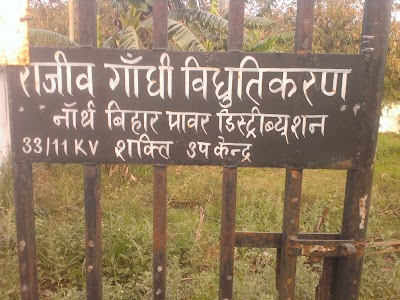 राजीव गाँधी विधुतिकरण
नॉर्थ बिहार पावर डिस्ट्रीब्यूशन
33/11 KV शक्ति उप केन्द्र